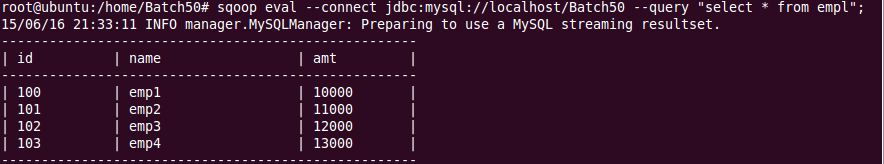 root@ubuntu:/home/Batch50# sqoop eval --connect jdbc:mysql://localhost/Batch50 --query "select * from empl";
15/06/16 21:33:11 INFO manager.MySQLManager: Preparing to use a MySQL streaming resultset.
--------------------------------------------------
| id | name | amt |
--------------------------------------------------
| 100 | emp1 | 10000 |
| 101 | emp2 | 11000 |
| 102 | emp3 | 12000 |
| 103 | emp4 | 13000 |
--------------------------------------------------